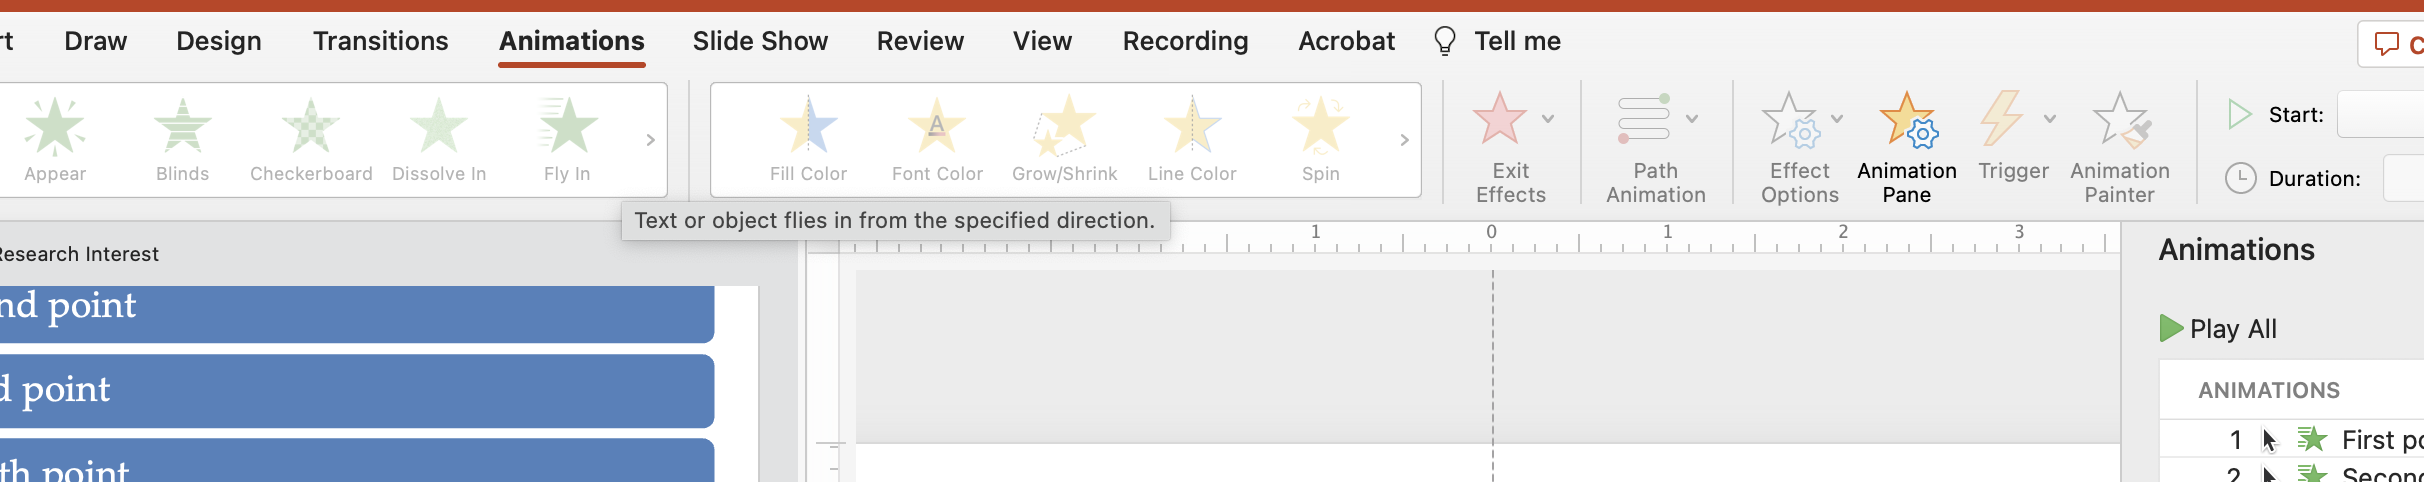 Draw Design Transitions Animations Slide Show Review View Recording Acrobat Tell me
Appear Blinds Checkerboard Dissolve In Fly In Fill Color Font Color Grow/Shrink Line Color Spin
Exit Effects
Path Animation
Effect Options
Animation Pane
Trigger
Animation Painter
Start:
Duration:
Text or object flies in from the specified direction.
1 0 1 2 3
Research Interest
nd point
d point
th point
Animations
Play All
ANIMATIONS
1 First po
2 Second